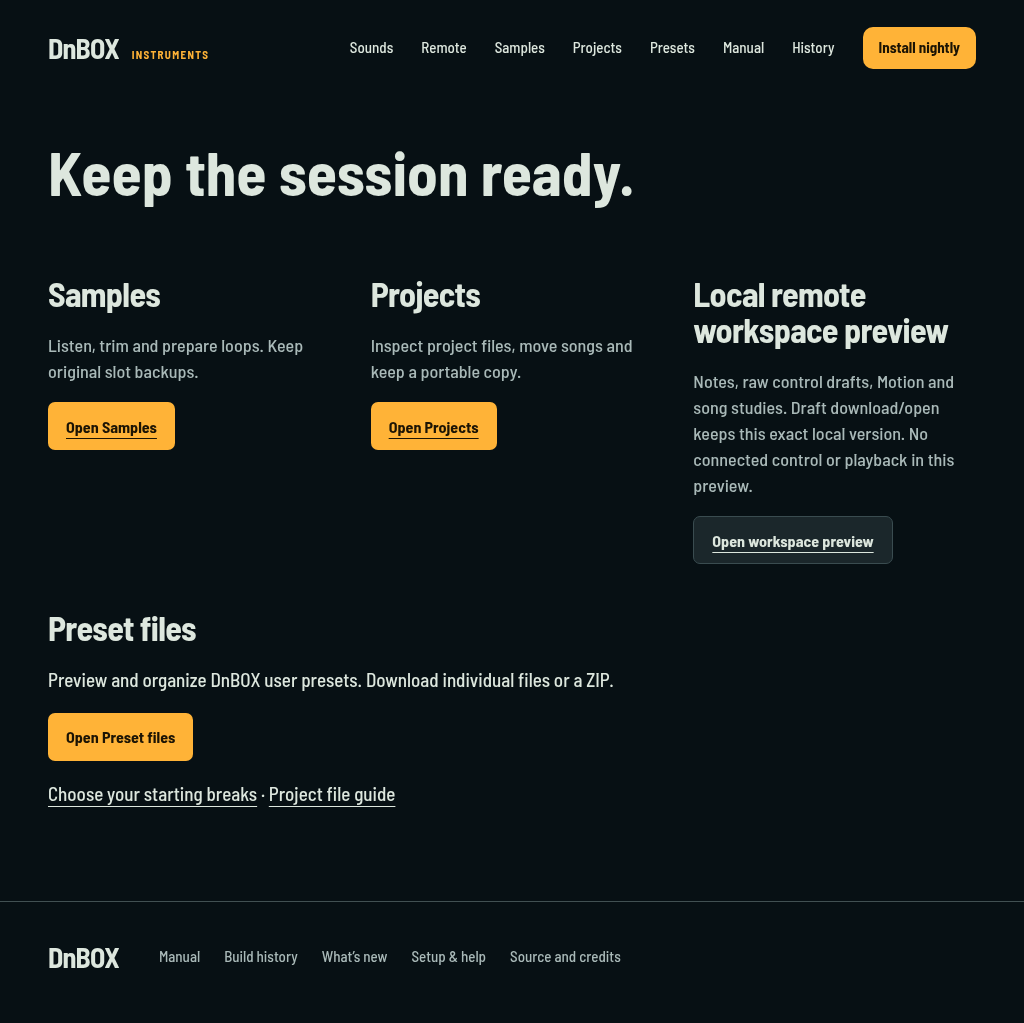 DnBOX INSTRUMENTS Sounds Remote Samples Projects Presets Manual History Install nightly
Keep the session ready.
Samples
Listen, trim and prepare loops. Keep
original slot backups.
Open Samples
Projects
Inspect project files, move songs and
keep a portable copy.
Open Projects
Local remote
workspace preview
Notes, raw control drafts, Motion and
song studies. Draft download/open
keeps this exact local version. No
connected control or playback in this
preview.
Open workspace preview
Preset files
Preview and organize DnBOX user presets. Download individual files or a ZIP.
Open Preset files
Choose your starting breaks · Project file guide
DnBOX Manual Build history What’s new Setup & help Source and credits